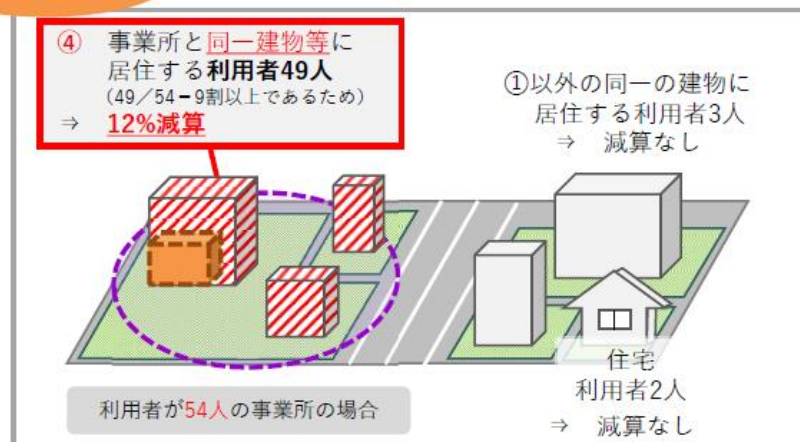 ④ 事業所と同一建物等に
居住する利用者49人
(49/54=9割以上であるため)
⇒ 12%減算
①以外の同一の建物に
居住する利用者3人
⇒ 減算なし
住宅
利用者2人
⇒ 減算なし
利用者が54人の事業所の場合